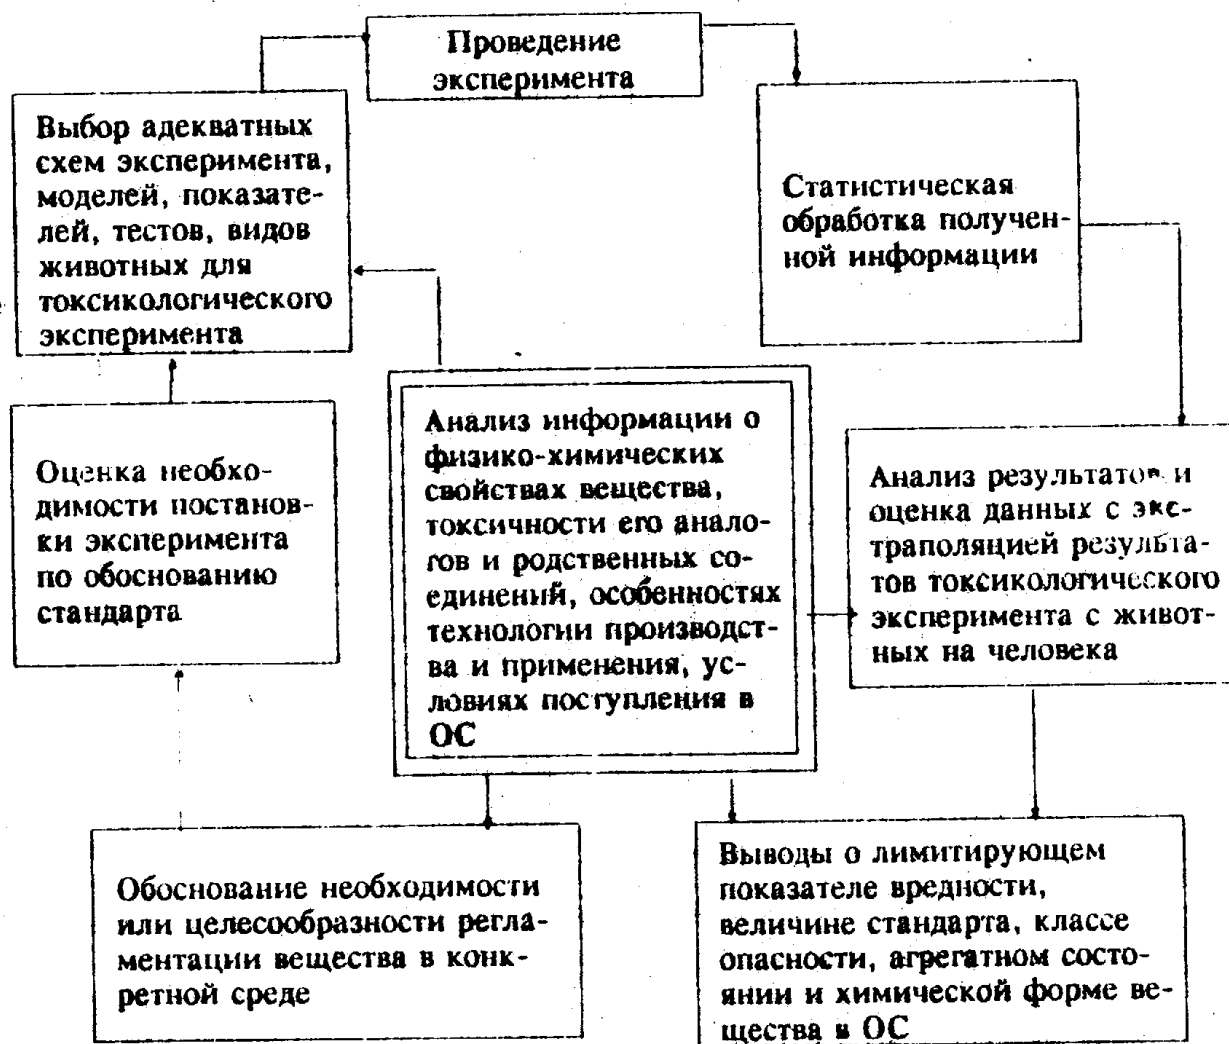 Проведение
эксперимента
Выбор адекватных
схем эксперимента,
моделей, показате-
лей, тестов, видов
животных для
токсикологического
эксперимента
Статистическая
обработка получен-
ной информации
Оценка необхо-
димости постанов-
ки эксперимента
по обоснованию
стандарта
Анализ информации о
физико-химических
свойствах вещества,
токсичности его анало-
гов и родственных со-
единений, особенностях
технологии производст-
ва и применения, ус-
ловиях поступления в
ОС
Анализ результатов и
оценка данных с экс-
траполяцией результа-
тов токсикологического
эксперимента с живот-
ных на человека
Обоснование необходимости
или целесообразности регла-
ментации вещества в конк-
ретной среде
Выводы о лимитирующем
показателе вредности,
величине стандарта, классе
опасности, агрегатном состо-
янии и химической форме ве-
щества в ОС